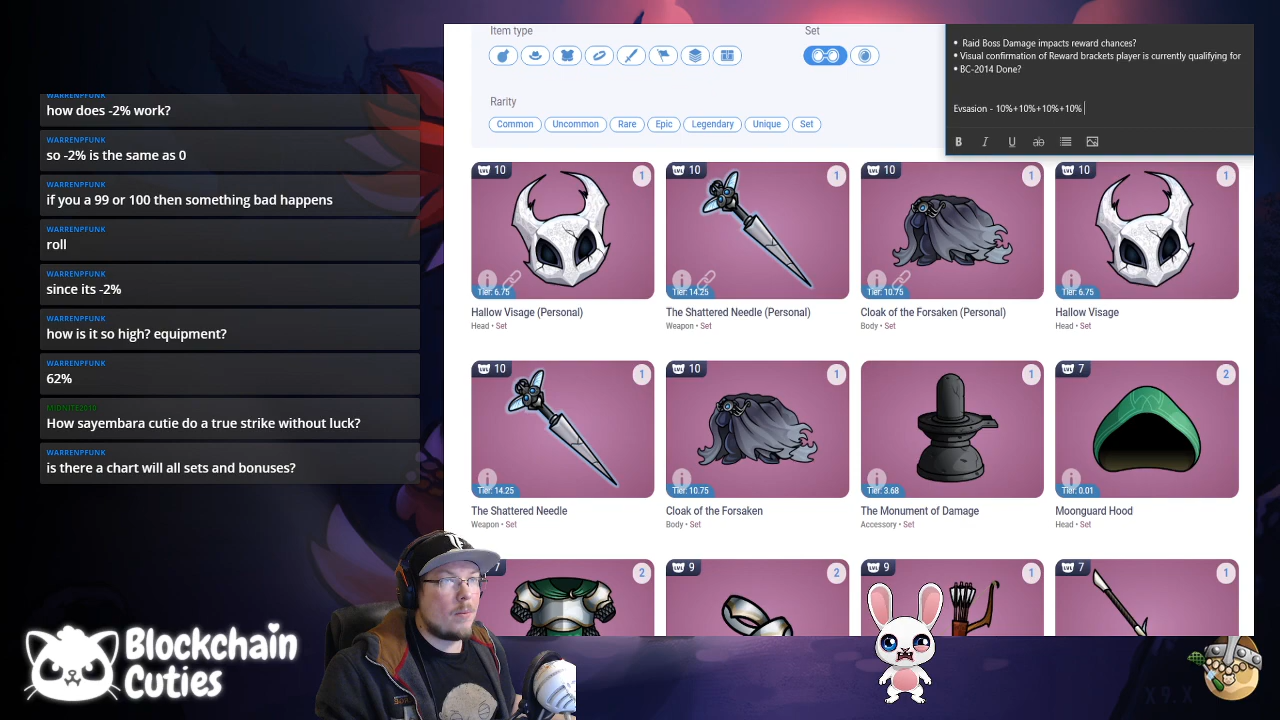 WARRENPFUNK
how does -2% work?
WARRENPFUNK
so -2% is the same as 0
WARRENPFUNK
if you a 99 or 100 then something bad happens
WARRENPFUNK
roll
WARRENPFUNK
since its -2%
WARRENPFUNK
how is it so high? equipment?
WARRENPFUNK
62%
MIDNITE2510
How sayembara cutie do a true strike without luck?
WARRENPFUNK
is there a chart will all sets and bonuses?
Blockchain
Cuties
Item type
Set
Rarity
Common
Uncommon
Rare
Epic
Legendary
Unique
Set
• Raid Boss Damage impacts reward chances?
• Visual confirmation of Reward brackets player is currently qualifying for
• BC-2014 Done?
Evsasion - 10%+10%+10%+10%
B I U ab
10 1
Tier: 6.75
Hallow Visage (Personal)
Head • Set
10 1
Tier: 14.25
The Shattered Needle (Personal)
Weapon • Set
10 1
Tier: 10.75
Cloak of the Forsaken (Personal)
Body • Set
10 1
Tier: 6.75
Hallow Visage
Head • Set
10 1
Tier: 14.25
The Shattered Needle
Weapon • Set
10 1
Tier: 10.75
Cloak of the Forsaken
Body • Set
1
Tier: 3.68
The Monument of Damage
Accessory • Set
7 2
Tier: 0.01
Moonguard Hood
Head • Set
7 2
9 2
9 1
7 1